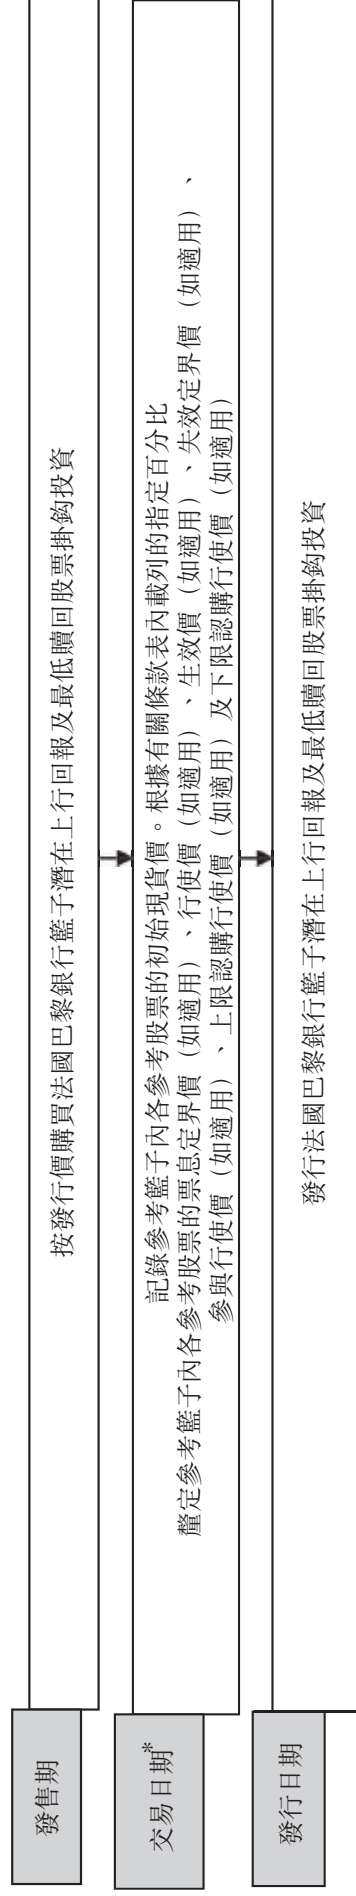 發售期
按發行價購買法國巴黎銀行籃子潛在上行回報及最低贖回股票掛鈎投資
交易日期*
記錄參考籃子內各參考股票的初始現貨價。根據有關條款表內載列的指定百分比
釐定參考籃子內各參考股票的票息定界價（如適用）、行使價（如適用）、生效價（如適用）、失效定界價（如適用）、
參與行使價（如適用）、上限認購行使價（如適用）及下限認購行使價（如適用）
發行日期
發行法國巴黎銀行籃子潛在上行回報及最低贖回股票掛鈎投資